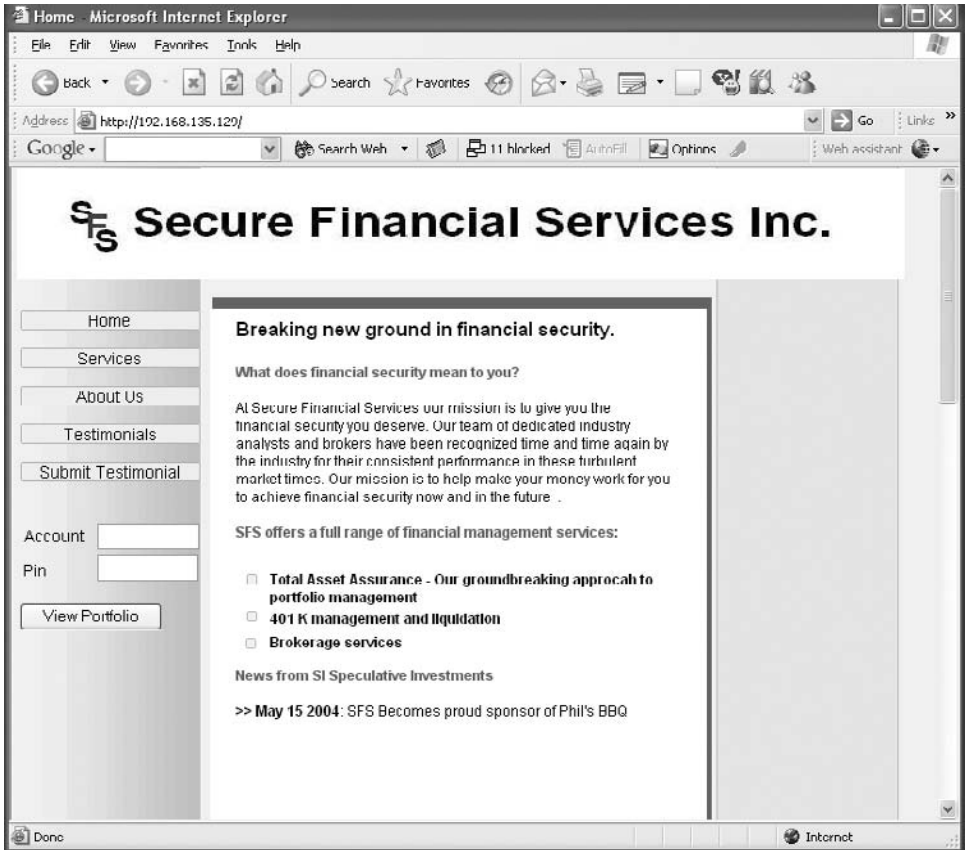 Home - Microsoft Internet Explorer
File Edit View Favorites Tools Help
Back Search Favorites
Address http://192.168.135.129/ Go Links »
Google Search Web 11 blocked AutoFill Options Web assistant
SFS Secure Financial Services Inc.
Home
Services
About Us
Testimonials
Submit Testimonial
Account
Pin
View Portfolio
Breaking new ground in financial security.
What does financial security mean to you?
At Secure Financial Services our mission is to give you the
financial security you deserve. Our team of dedicated industry
analysts and brokers have been recognized time and time again by
the industry for their consistent performance in these turbulent
market times. Our mission is to help make your money work for you
to achieve financial security now and in the future .
SFS offers a full range of financial management services:
Total Asset Assurance - Our groundbreaking approcah to
portfolio management
401 K management and liquidation
Brokerage services
News from SI Speculative Investments
>> May 15 2004: SFS Becomes proud sponsor of Phil's BBQ
Done Internet